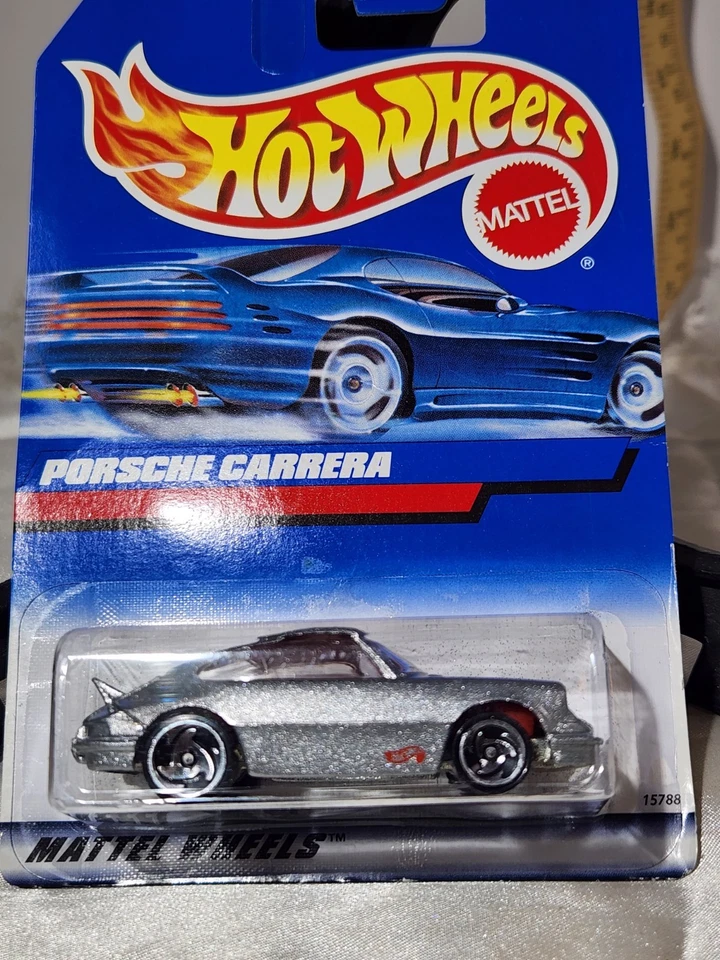 HOT WHEELS
MATTEL
®
PORSCHE CARRERA
15788
MATTEL WHEELS™